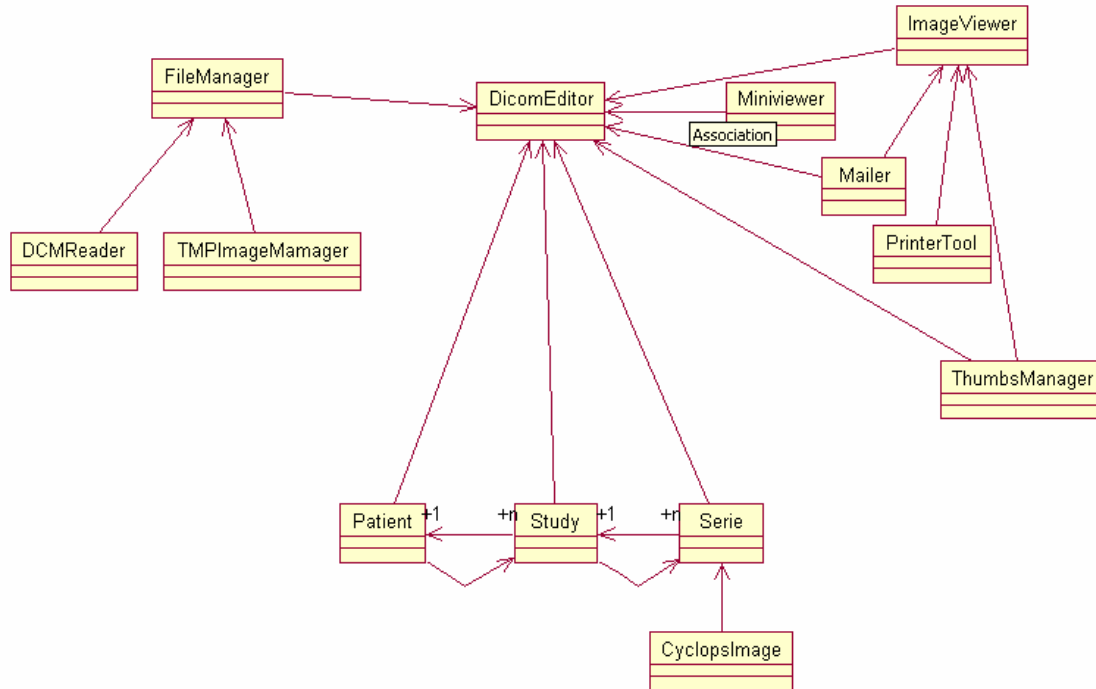 ImageViewer
FileManager
DicomEditor
Miniviewer
Association
Mailer
DCMReader
TMPImageMamager
PrinterTool
ThumbsManager
Patient
+1
+n
Study
+1
+n
Serie
CyclopsImage